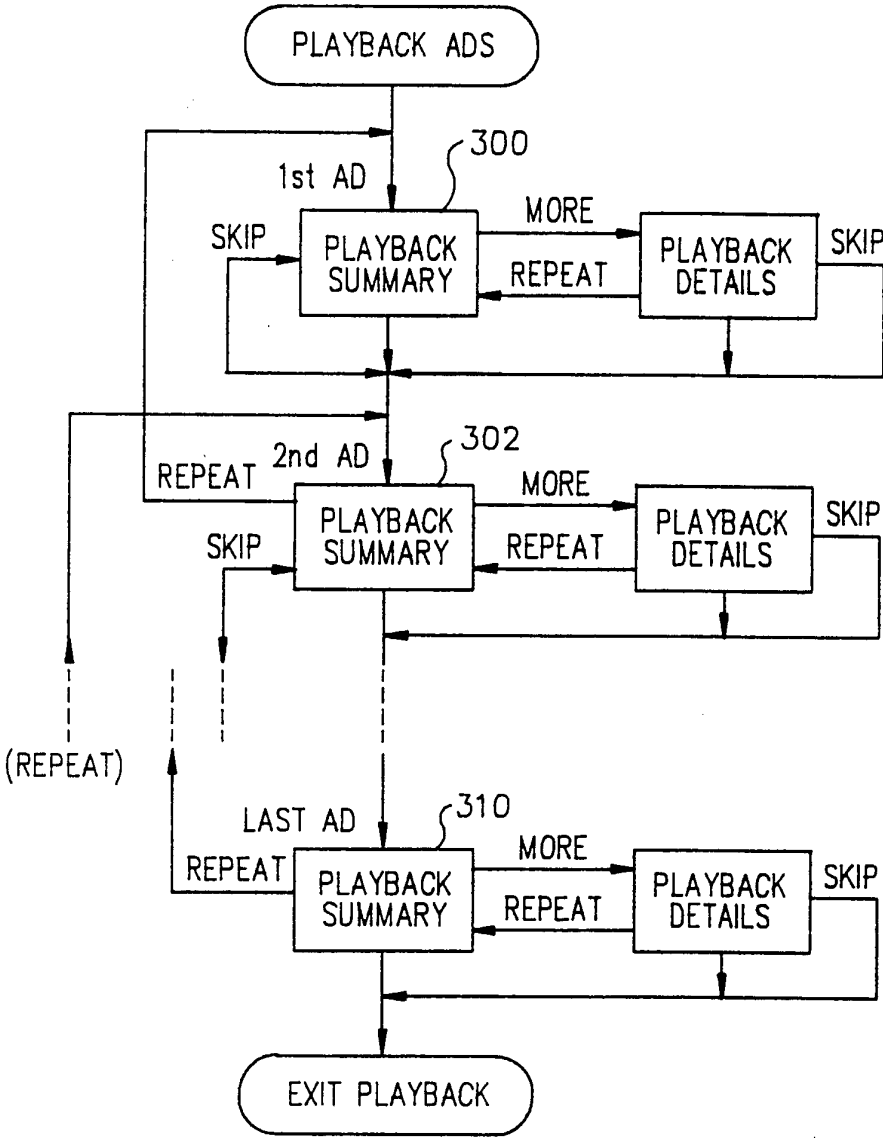 PLAYBACK ADS
300
1st AD
MORE
SKIP
PLAYBACK
SUMMARY
REPEAT
PLAYBACK
DETAILS
SKIP
302
2nd AD
REPEAT
MORE
SKIP
PLAYBACK
SUMMARY
REPEAT
PLAYBACK
DETAILS
SKIP
(REPEAT)
310
LAST AD
REPEAT
MORE
PLAYBACK
SUMMARY
REPEAT
PLAYBACK
DETAILS
SKIP
EXIT PLAYBACK